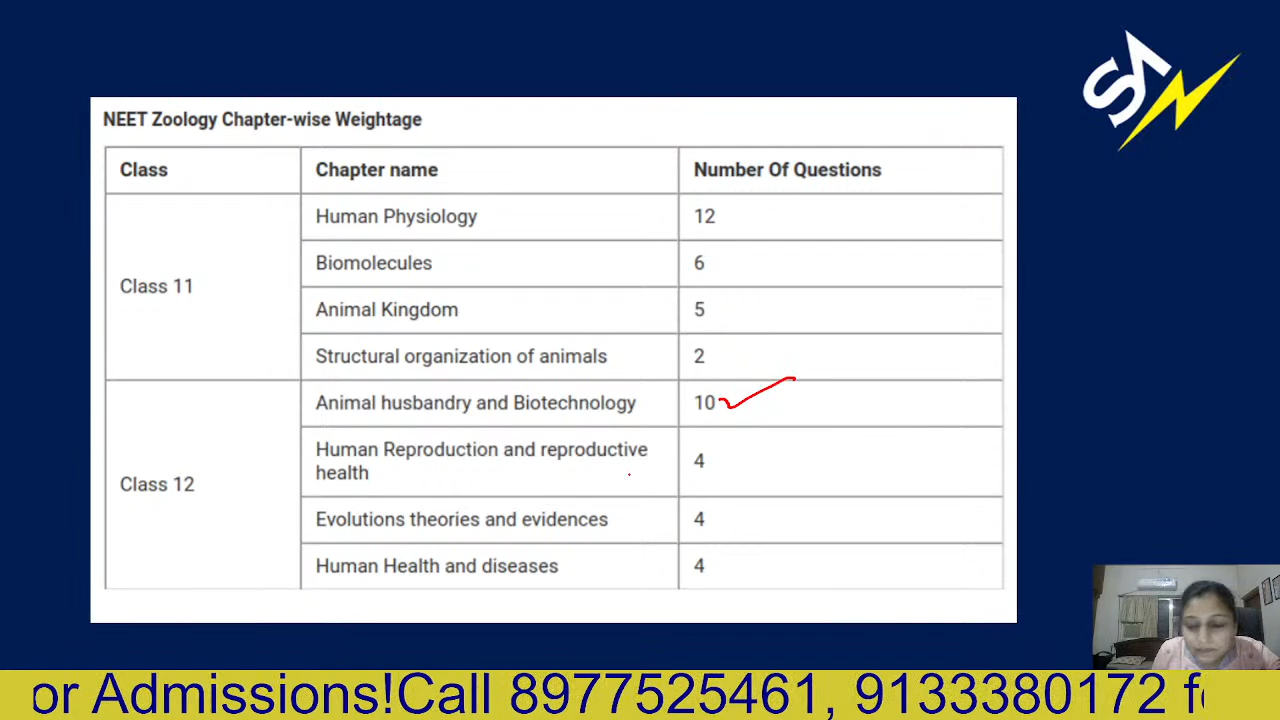 SAN
NEET Zoology Chapter-wise Weightage
Class Chapter name Number Of Questions
Class 11
Human Physiology 12
Biomolecules 6
Animal Kingdom 5
Structural organization of animals 2
Class 12
Animal husbandry and Biotechnology 10
Human Reproduction and reproductive
health 4
Evolutions theories and evidences 4
Human Health and diseases 4
or Admissions!Call 8977525461, 9133380172 f